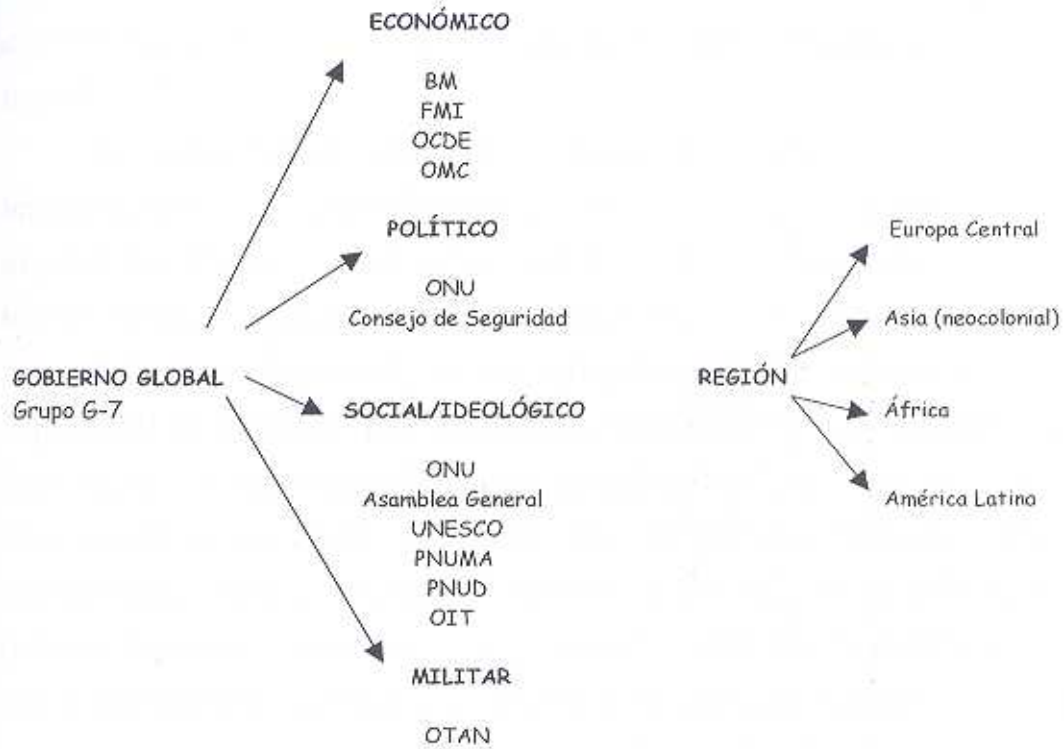 ECONÓMICO
BM
FMI
OCDE
OMC
POLÍTICO
ONU
Consejo de Seguridad
GOBIERNO GLOBAL
Grupo G-7
SOCIAL/IDEOLÓGICO
ONU
Asamblea General
UNESCO
PNUMA
PNUD
OIT
MILITAR
OTAN
REGIÓN
Europa Central
Asia (neocolonial)
África
América Latina